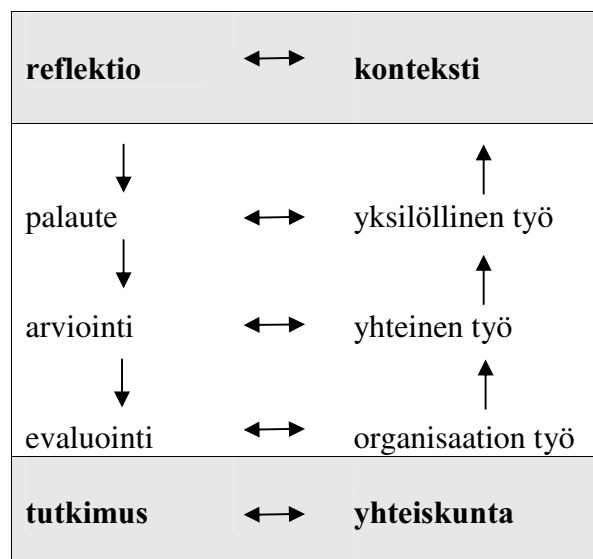 reflektio konteksti
palaute yksilöllinen työ
arviointi yhteinen työ
evaluointi organisaation työ
tutkimus yhteiskunta